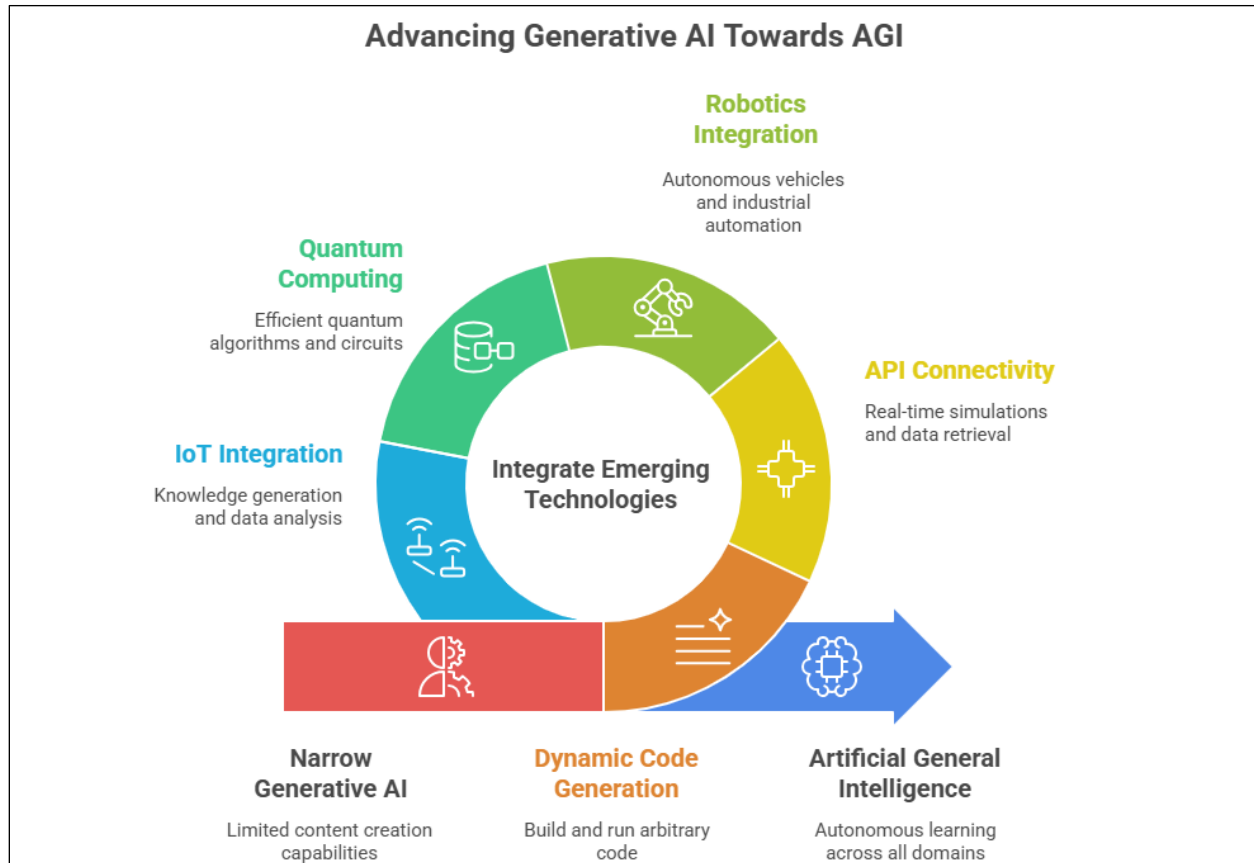 Advancing Generative AI Towards AGI
Robotics
Integration
Autonomous vehicles
and industrial
automation
Quantum
Computing
Efficient quantum
algorithms and circuits
API Connectivity
Real-time simulations
and data retrieval
IoT Integration
Knowledge generation
and data analysis
Integrate Emerging
Technologies
Narrow
Generative AI
Limited content creation
capabilities
Dynamic Code
Generation
Build and run arbitrary
code
Artificial General
Intelligence
Autonomous learning
across all domains